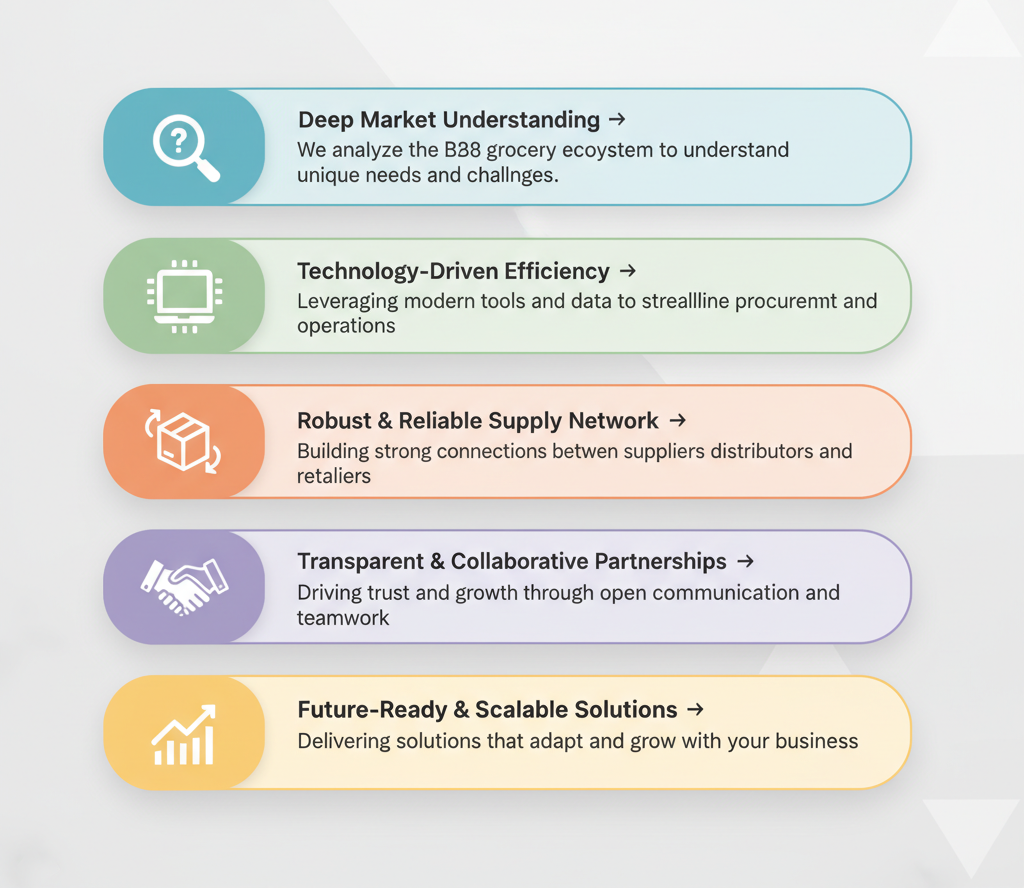 ?
Deep Market Understanding →
We analyze the B38 grocery ecoystem to understand
unique needs and challnges.
Technology-Driven Efficiency →
Leveraging modern tools and data to streallline procuremt and
operations
Robust & Reliable Supply Network →
Building strong connections betwen suppliers distributors and
retaliers
Transparent & Collaborative Partnerships →
Driving trust and growth through open communication and
teamwork
Future-Ready & Scalable Solutions →
Delivering solutions that adapt and grow with your business